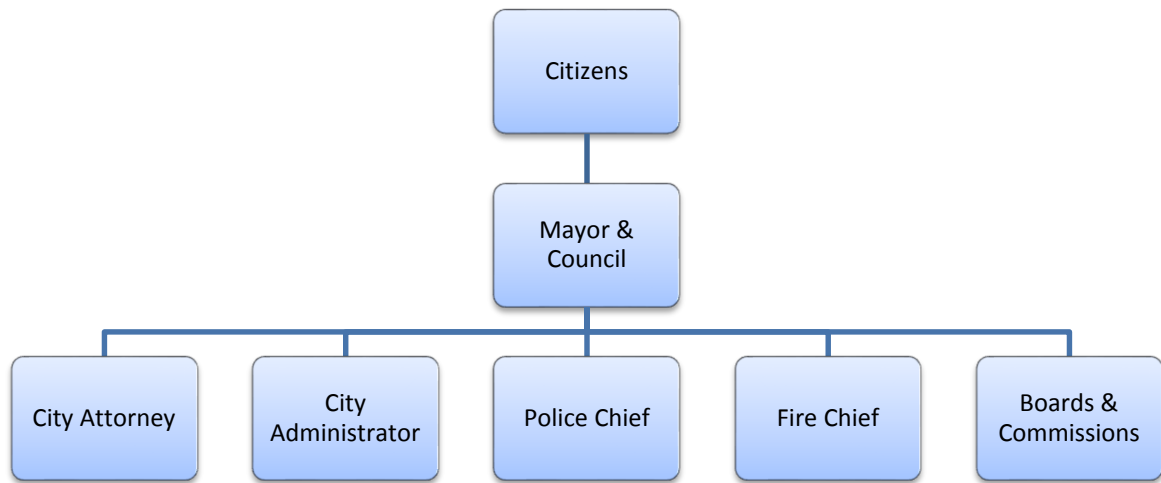 Citizens
Mayor &
Council
City Attorney
City
Administrator
Police Chief
Fire Chief
Boards &
Commissions